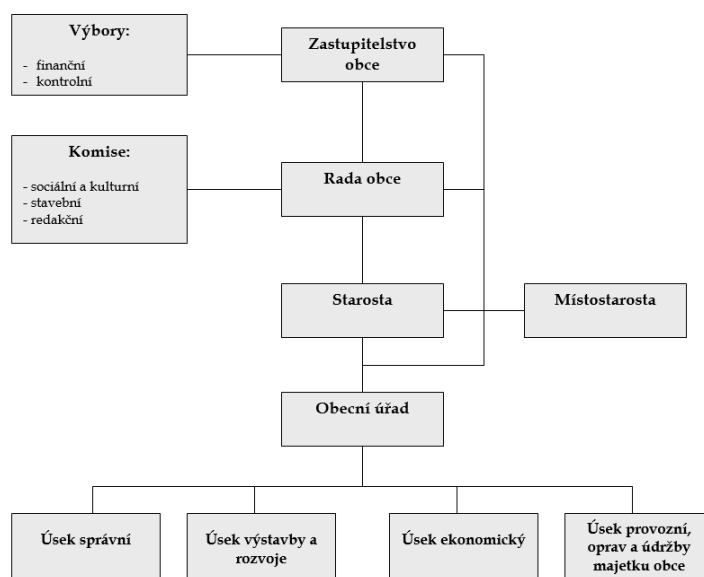 Výbory:
- finanční
- kontrolní
Zastupitelstvo
obce
Komise:
- sociální a kulturní
- stavební
- redakční
Rada obce
Starosta
Místostarosta
Obecní úřad
Úsek správní
Úsek výstavby a
rozvoje
Úsek ekonomický
Úsek provozní,
oprav a údržby
majetku obce